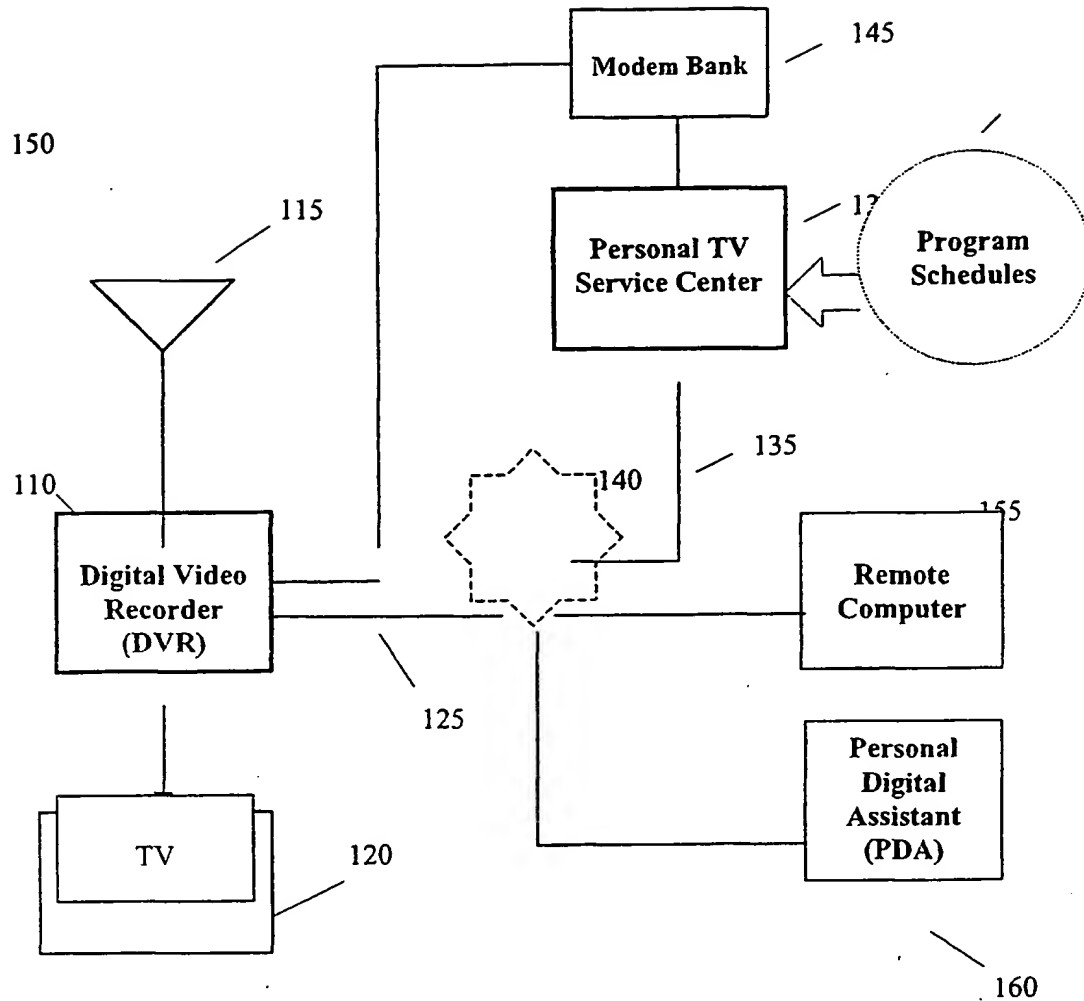 145
Modem Bank
150
115
Personal TV
Service Center
Program
Schedules
135
110
140
155
Digital Video
Recorder
(DVR)
Remote
Computer
125
Personal
Digital
Assistant
(PDA)
TV
120
160